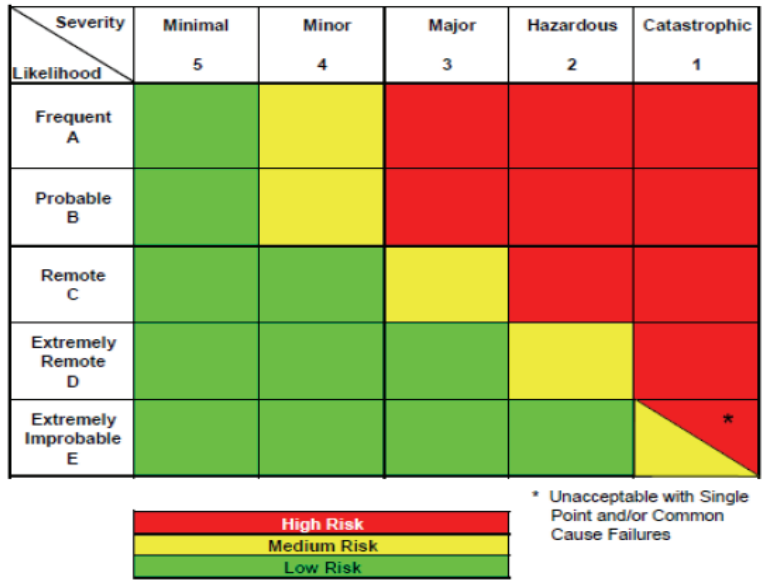 Severity
Likelihood
Minimal
5
Minor
4
Major
3
Hazardous
2
Catastrophic
1
Frequent
A
Probable
B
Remote
C
Extremely
Remote
D
Extremely
Improbable
E
*
* Unacceptable with Single
Point and/or Common
Cause Failures
High Risk
Medium Risk
Low Risk